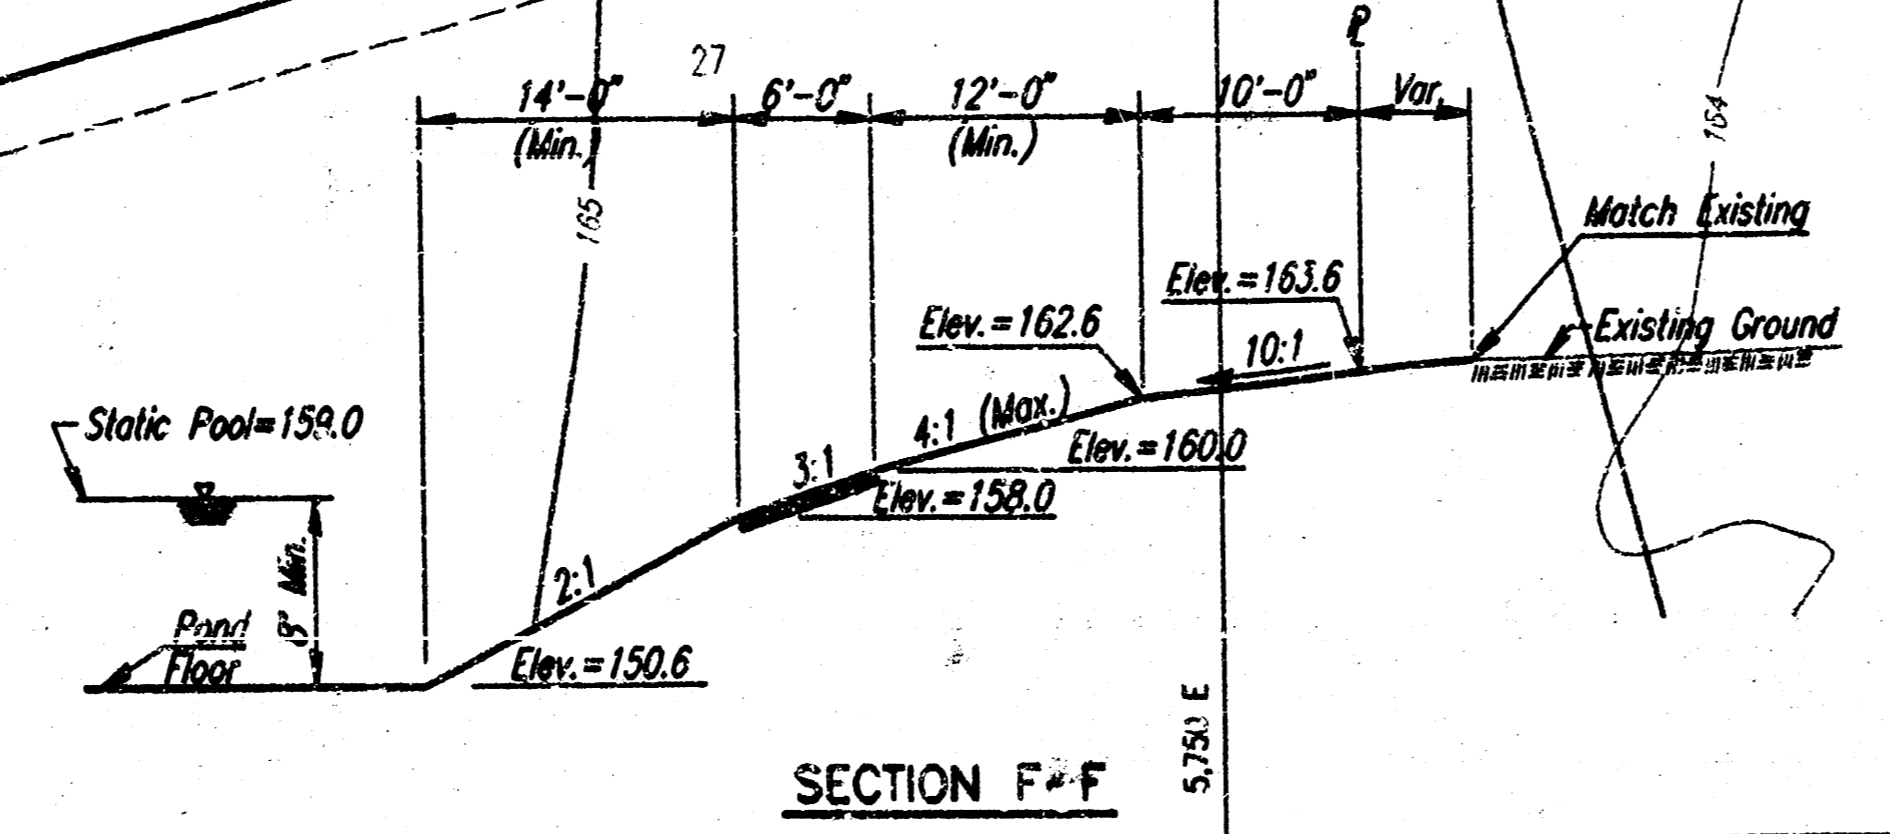 27
14'-0" 6'-0" 12'-0" 10'-0" Var.
(Min.) (Min.)
165
164
Match Existing
Elev.=163.6
Elev.=162.6
Existing Ground
10:1
Static Pool=159.0
4:1 (Max.)
Elev.=160.0
3:1
Elev.=158.0
8' Min.
2:1
Pond
Floor
Elev.=150.6
5,750 E
SECTION F-F